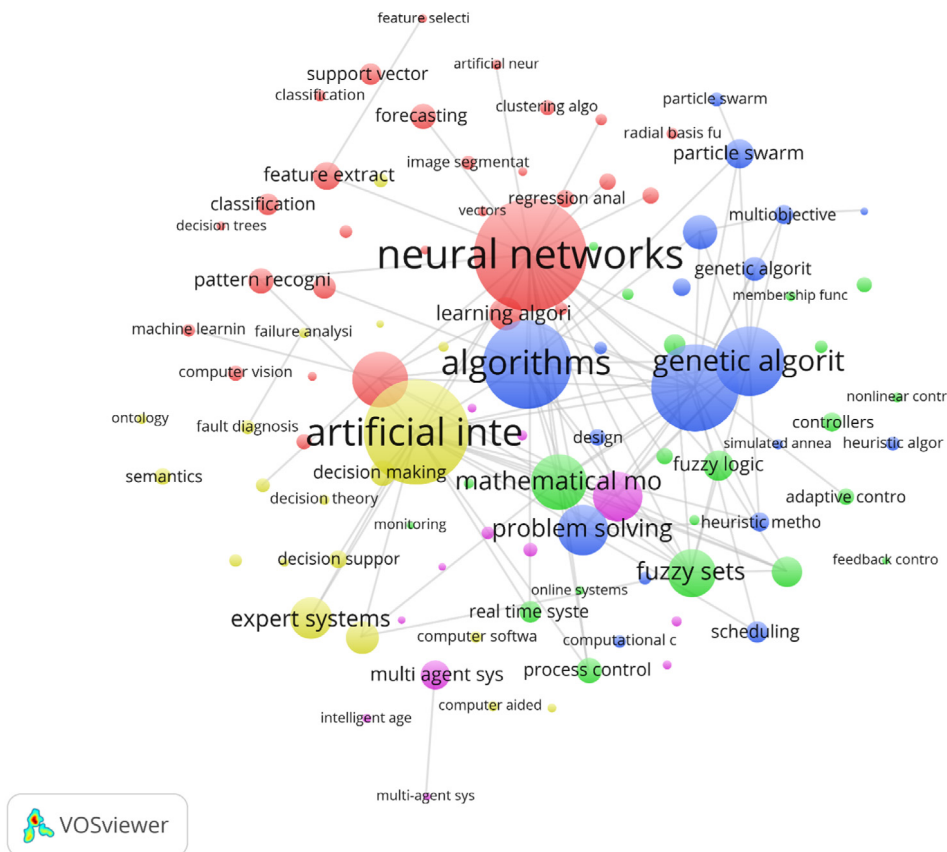 feature selecti
artificial neur
support vector
classification
particle swarm
clustering algo
forecasting
radial basis fu
particle swarm
image segmentat
feature extract
regression anal
classification
vectors
multiobjective
decision trees
neural networks
genetic algorit
pattern recogni
membership func
learning algori
machine learnin
failure analysi
algorithms
genetic algorit
computer vision
nonlinear contr
ontology
controllers
fault diagnosis
artificial inte
design
simulated annea
heuristic algor
fuzzy logic
decision making
semantics
mathematical mo
decision theory
adaptive contro
monitoring
problem solving
heuristic metho
decision suppor
feedback contro
fuzzy sets
online systems
expert systems
real time syste
computer softwa
computational c
scheduling
multi agent sys
process control
computer aided
intelligent age
multi-agent sys
VOSviewer